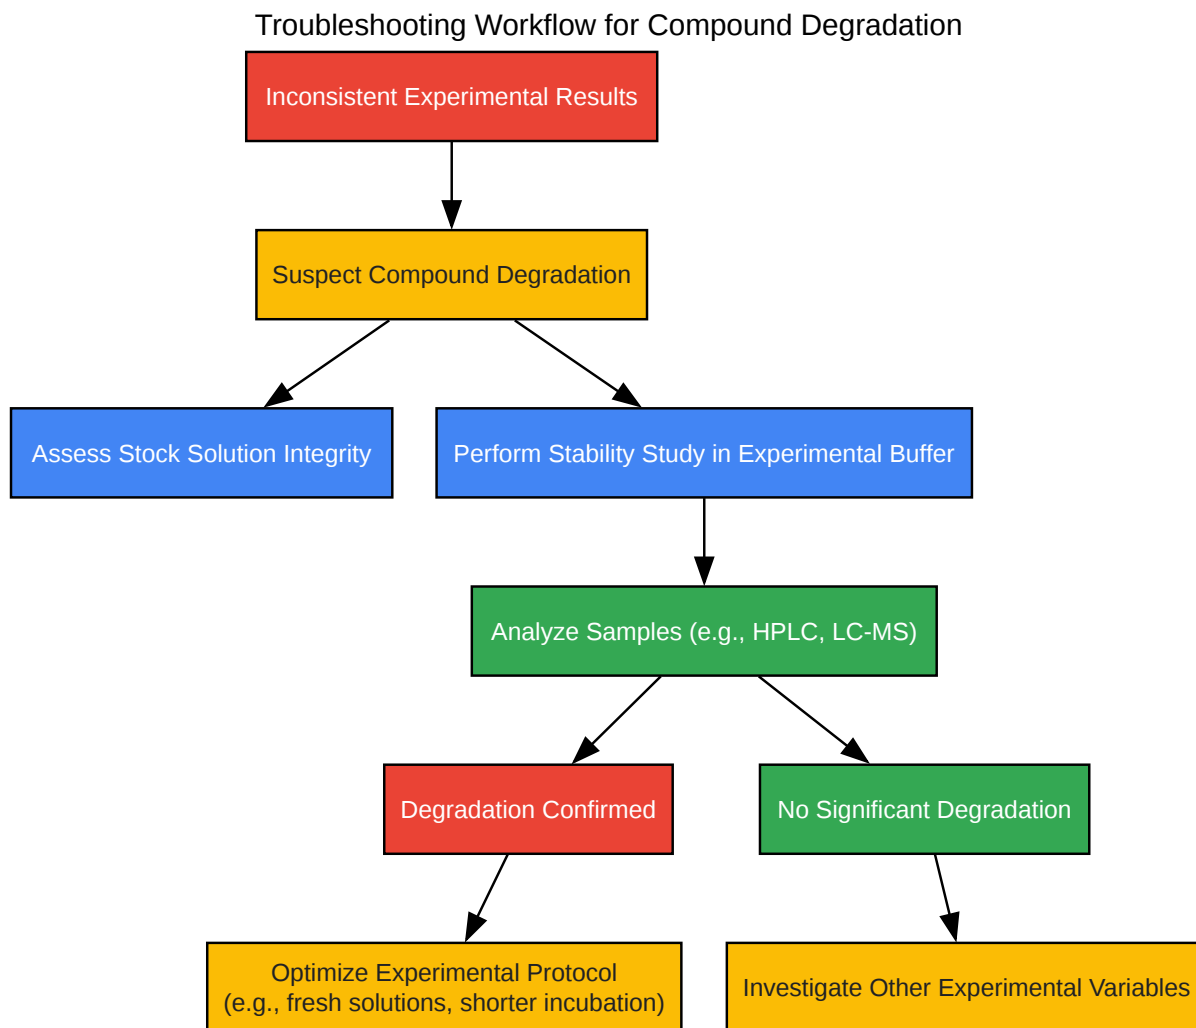 Troubleshooting Workflow for Compound Degradation
Inconsistent Experimental Results
Suspect Compound Degradation
Assess Stock Solution Integrity
Perform Stability Study in Experimental Buffer
Analyze Samples (e.g., HPLC, LC-MS)
Degradation Confirmed
No Significant Degradation
Optimize Experimental Protocol
(e.g., fresh solutions, shorter incubation)
Investigate Other Experimental Variables